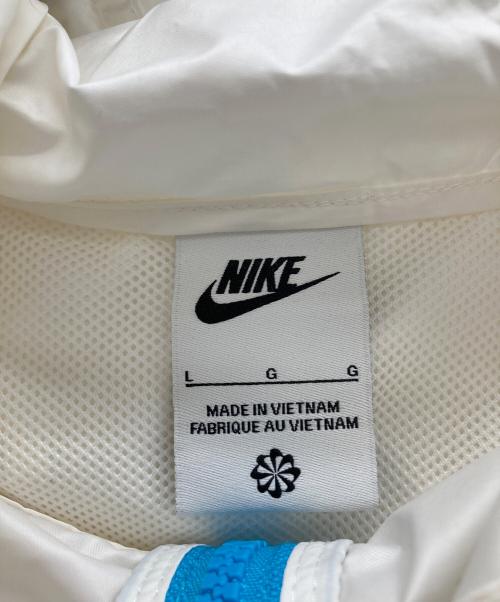 NIKE
L G G
MADE IN VIETNAM
FABRIQUE AU VIETNAM